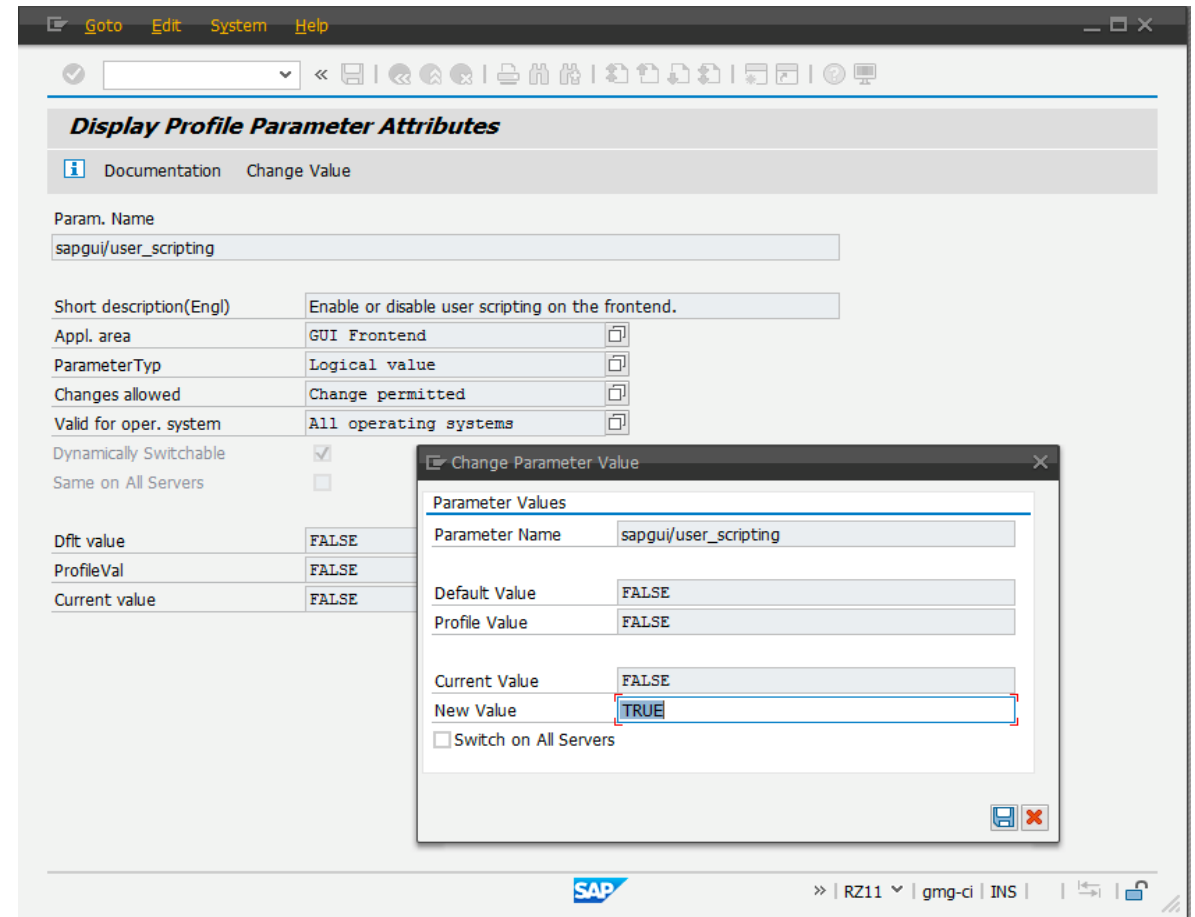 Goto Edit System Help
Display Profile Parameter Attributes
Documentation Change Value
Param. Name
sapgui/user_scripting
Short description(Engl) Enable or disable user scripting on the frontend.
Appl. area GUI Frontend
ParameterTyp Logical value
Changes allowed Change permitted
Valid for oper. system All operating systems
Dynamically Switchable
Same on All Servers
Dflt value FALSE
ProfileVal FALSE
Current value FALSE
Change Parameter Value
Parameter Values
Parameter Name sapgui/user_scripting
Default Value FALSE
Profile Value FALSE
Current Value FALSE
New Value TRUE
Switch on All Servers
SAP » | RZ11 | gmg-ci | INS |